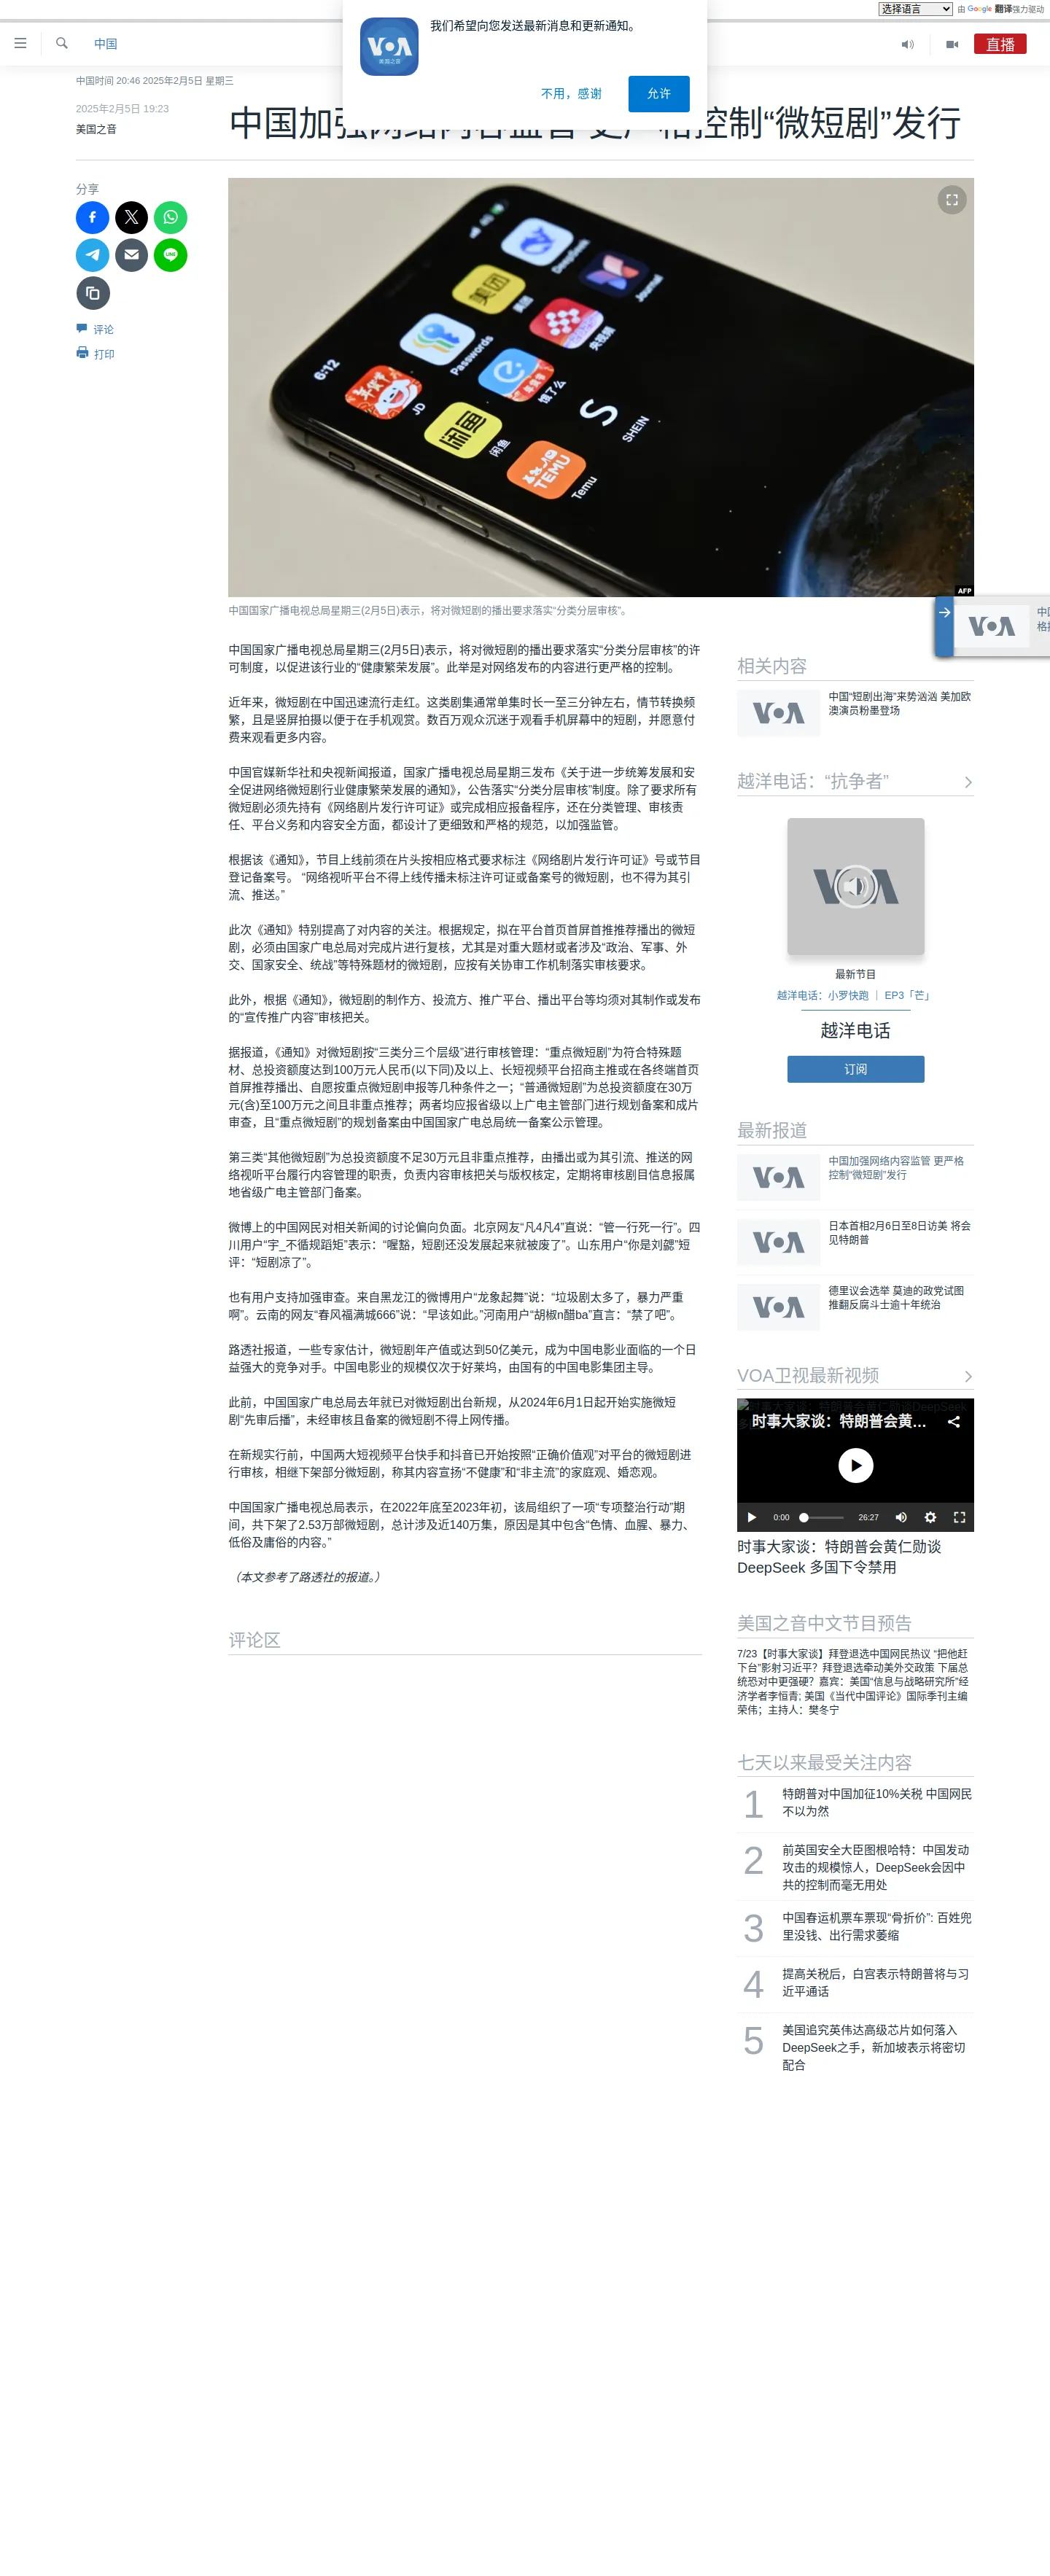 选择语言 由 Google 翻译强力驱动
我们希望向您发送最新消息和更新通知。
VOA
美国之音
不用，感谢
允许
中国
直播
中国时间 20:46 2025年2月5日 星期三
2025年2月5日 19:23
美国之音
中国加强网络内容监管 更严格控制“微短剧”发行
分享
评论
打印
DeepSeek
Journal
美团
美团
央视频
Passwords
饿了么
6:12
JD
闲鱼
闲鱼
SHEIN
TEMU
Temu
AFP
中国国家广播电视总局星期三(2月5日)表示，将对微短剧的播出要求落实“分类分层审核”。
VOA
中国国家广播电视总局星期三(2月5日)表示，将对微短剧的播出要求落实“分类分层审核”的许
可制度，以促进该行业的“健康繁荣发展”。此举是对网络发布的内容进行更严格的控制。
近年来，微短剧在中国迅速流行走红。这类剧集通常单集时长一至三分钟左右，情节转换频
繁，且是竖屏拍摄以便于在手机观赏。数百万观众沉迷于观看手机屏幕中的短剧，并愿意付
费来观看更多内容。
中国官媒新华社和央视新闻报道，国家广播电视总局星期三发布《关于进一步统筹发展和安
全促进网络微短剧行业健康繁荣发展的通知》，公告落实“分类分层审核”制度。除了要求所有
微短剧必须先持有《网络剧片发行许可证》或完成相应报备程序，还在分类管理、审核责
任、平台义务和内容安全方面，都设计了更细致和严格的规范，以加强监管。
根据该《通知》，节目上线前须在片头按相应格式要求标注《网络剧片发行许可证》号或节目
登记备案号。 “网络视听平台不得上线传播未标注许可证或备案号的微短剧，也不得为其引
流、推送。”
此次《通知》特别提高了对内容的关注。根据规定，拟在平台首页首屏首推推荐播出的微短
剧，必须由国家广电总局对完成片进行复核，尤其是对重大题材或者涉及“政治、军事、外
交、国家安全、统战”等特殊题材的微短剧，应按有关协审工作机制落实审核要求。
此外，根据《通知》，微短剧的制作方、投流方、推广平台、播出平台等均须对其制作或发布
的“宣传推广内容”审核把关。
据报道，《通知》对微短剧按“三类分三个层级”进行审核管理：“重点微短剧”为符合特殊题
材、总投资额度达到100万元人民币(以下同)及以上、长短视频平台招商主推或在各终端首页
首屏推荐播出、自愿按重点微短剧申报等几种条件之一；“普通微短剧”为总投资额度在30万
元(含)至100万元之间且非重点推荐；两者均应报省级以上广电主管部门进行规划备案和成片
审查，且“重点微短剧”的规划备案由中国国家广电总局统一备案公示管理。
第三类“其他微短剧”为总投资额度不足30万元且非重点推荐，由播出或为其引流、推送的网
络视听平台履行内容管理的职责，负责内容审核把关与版权核定，定期将审核剧目信息报属
地省级广电主管部门备案。
微博上的中国网民对相关新闻的讨论偏向负面。北京网友“凡4凡4”直说：“管一行死一行”。四
川用户“宇_不循规蹈矩”表示：“喔豁，短剧还没发展起来就被废了”。山东用户“你是刘勰”短
评：“短剧凉了”。
也有用户支持加强审查。来自黑龙江的微博用户“龙象起舞”说：“垃圾剧太多了，暴力严重
啊”。云南的网友“春风福满城666”说：“早该如此。”河南用户“胡椒n醋ba”直言：“禁了吧”。
路透社报道，一些专家估计，微短剧年产值或达到50亿美元，成为中国电影业面临的一个日
益强大的竞争对手。中国电影业的规模仅次于好莱坞，由国有的中国电影集团主导。
此前，中国国家广电总局去年就已对微短剧出台新规，从2024年6月1日起开始实施微短
剧“先审后播”，未经审核且备案的微短剧不得上网传播。
在新规实行前，中国两大短视频平台快手和抖音已开始按照“正确价值观”对平台的微短剧进
行审核，相继下架部分微短剧，称其内容宣扬“不健康”和“非主流”的家庭观、婚恋观。
中国国家广播电视总局表示，在2022年底至2023年初，该局组织了一项“专项整治行动”期
间，共下架了2.53万部微短剧，总计涉及近140万集，原因是其中包含“色情、血腥、暴力、
低俗及庸俗的内容。”
（本文参考了路透社的报道。）
评论区
相关内容
VOA
中国“短剧出海”来势汹汹 美加欧
澳演员粉墨登场
越洋电话：“抗争者”
最新节目
越洋电话：小罗快跑 ｜ EP3「芒」
越洋电话
订阅
最新报道
VOA
中国加强网络内容监管 更严格
控制“微短剧”发行
VOA
日本首相2月6日至8日访美 将会
见特朗普
VOA
德里议会选举 莫迪的政党试图
推翻反腐斗士逾十年统治
VOA卫视最新视频
时事大家谈：特朗普会黄...
0:00 26:27
时事大家谈：特朗普会黄仁勋谈
DeepSeek 多国下令禁用
美国之音中文节目预告
7/23【时事大家谈】拜登退选中国网民热议 “把他赶
下台”影射习近平？拜登退选牵动美外交政策 下届总
统恐对中更强硬？嘉宾：美国“信息与战略研究所”经
济学者李恒青; 美国《当代中国评论》国际季刊主编
荣伟；主持人：樊冬宁
七天以来最受关注内容
1 特朗普对中国加征10%关税 中国网民
不以为然
2 前英国安全大臣图根哈特：中国发动
攻击的规模惊人，DeepSeek会因中
共的控制而毫无用处
3 中国春运机票车票现“骨折价”: 百姓兜
里没钱、出行需求萎缩
4 提高关税后，白宫表示特朗普将与习
近平通话
5 美国追究英伟达高级芯片如何落入
DeepSeek之手，新加坡表示将密切
配合